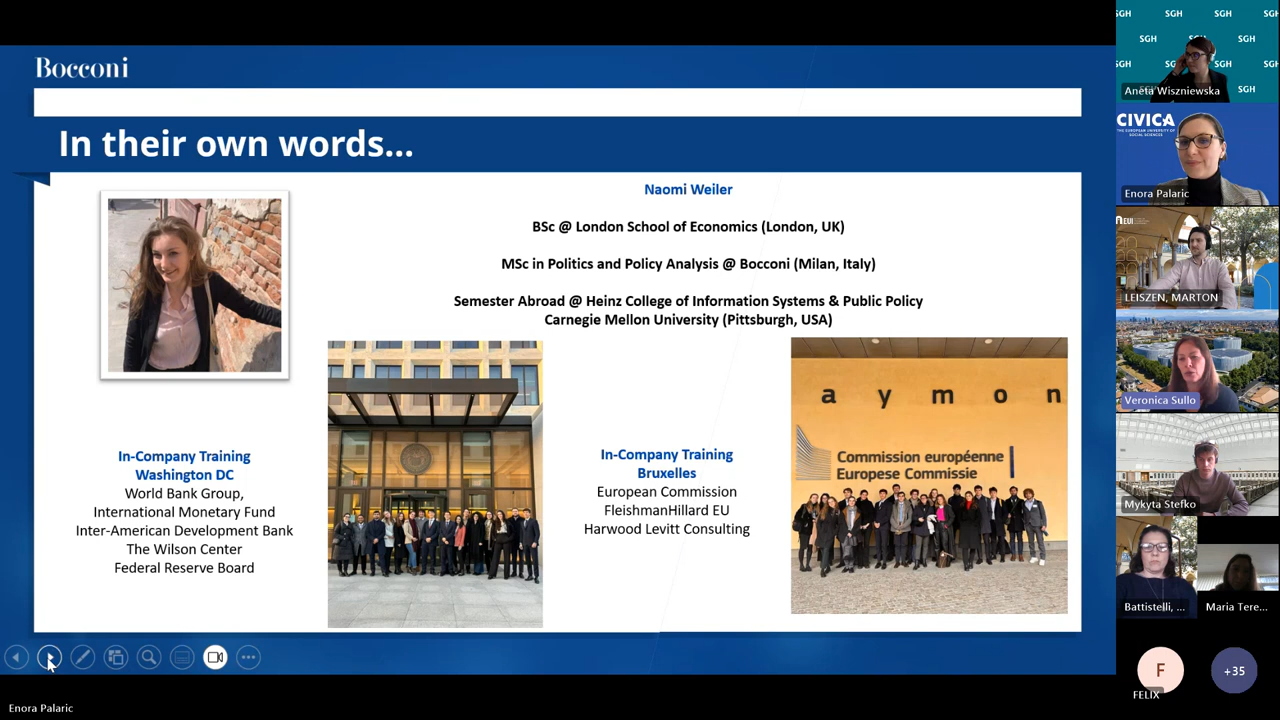 Bocconi
In their own words...
Naomi Weiler
BSc @ London School of Economics (London, UK)
MSc in Politics and Policy Analysis @ Bocconi (Milan, Italy)
Semester Abroad @ Heinz College of Information Systems & Public Policy
Carnegie Mellon University (Pittsburgh, USA)
In-Company Training
Washington DC
World Bank Group,
International Monetary Fund
Inter-American Development Bank
The Wilson Center
Federal Reserve Board
In-Company Training
Bruxelles
European Commission
FleishmanHillard EU
Harwood Levitt Consulting
aymon
Commission européenne
Europese Commissie
Enora Palaric
SGH SGH SGH SGH
SGH SGH SGH
SGH SGH SGH
SGH
Aneta Wiszniewska
CIVICA
THE EUROPEAN UNIVERSITY OF
SOCIAL SCIENCES
Enora Palaric
EUI
LEISZEN, MARTON
Veronica Sullo
Mykyta Stefko
Battistelli, ...
Maria Tere...
F
FELIX
+35